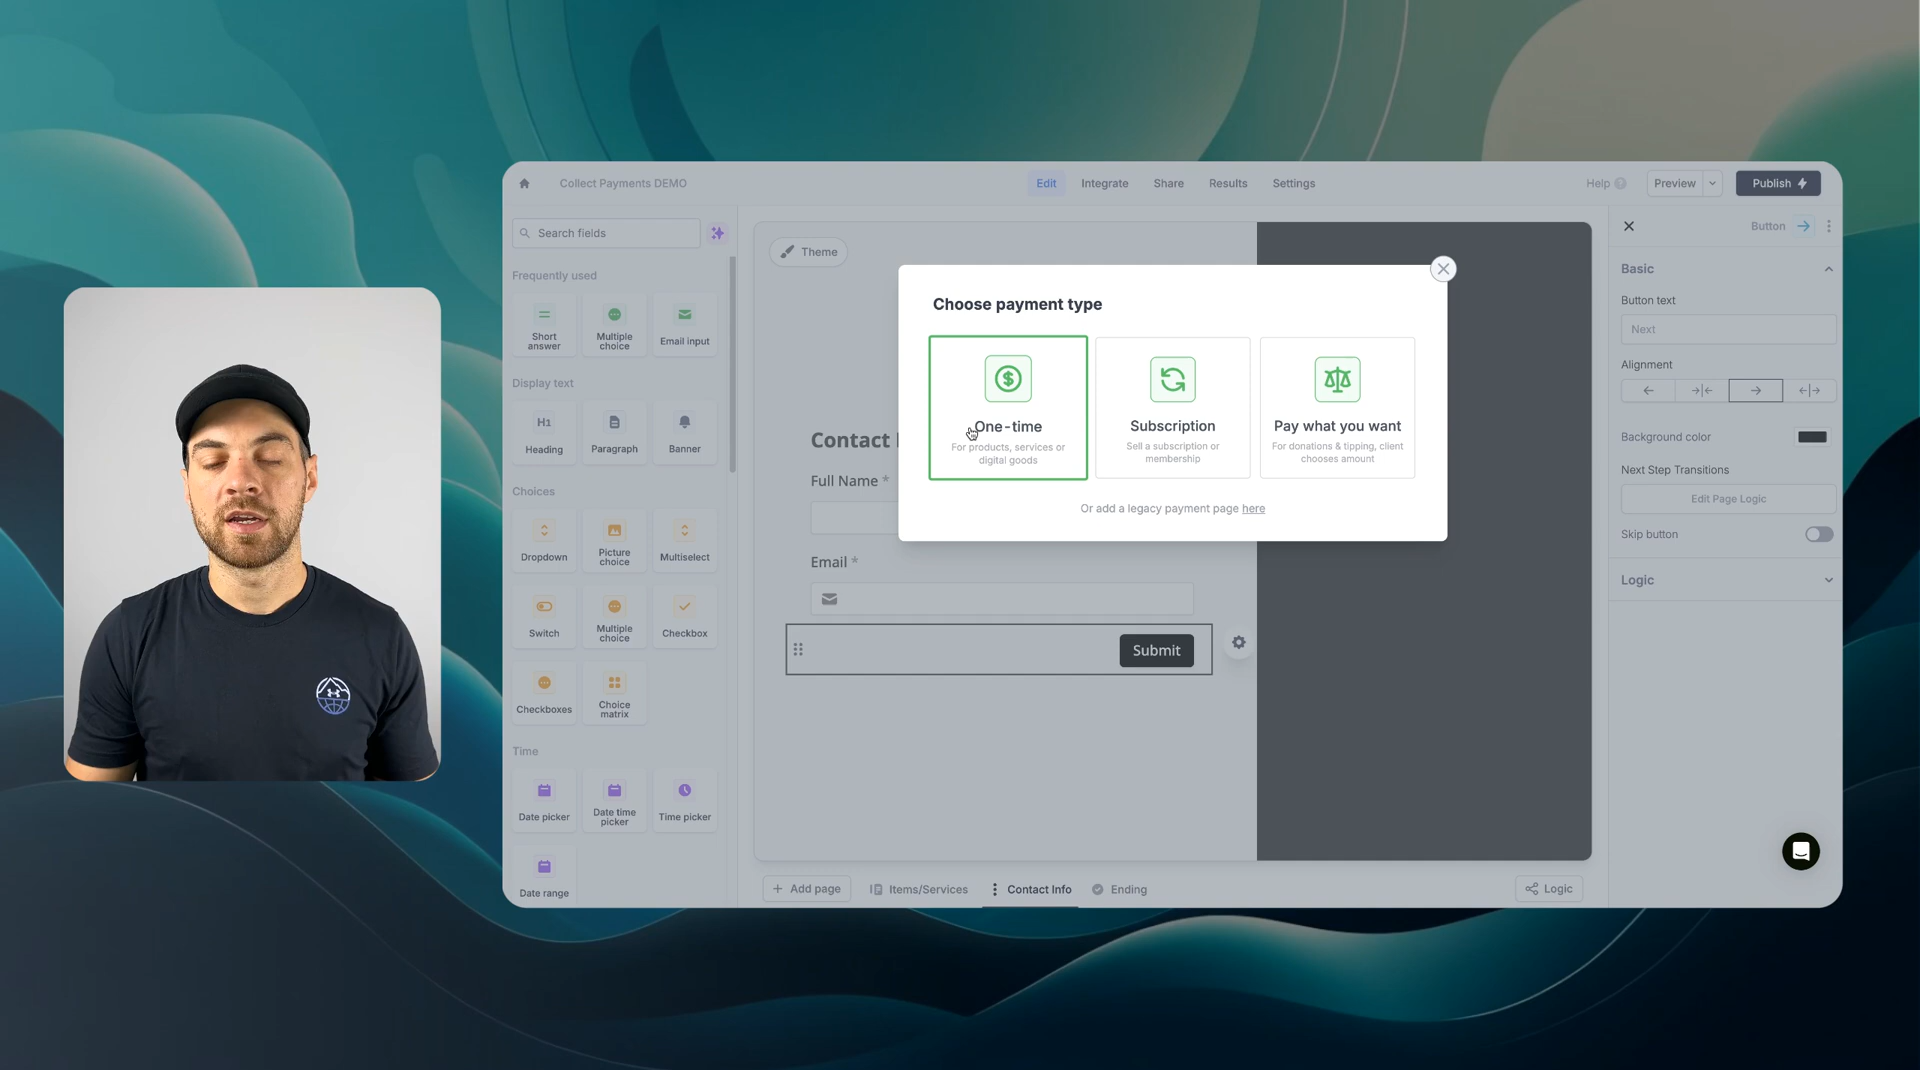 Collect Payments DEMO
Edit
Integrate
Share
Results
Settings
Help ?
Preview
Publish
Search fields
Frequently used
Short
answer
Multiple
choice
Email input
Display text
H1
Heading
Paragraph
Banner
Choices
Dropdown
Picture
choice
Multiselect
Switch
Multiple
choice
Checkbox
Checkboxes
Choice
matrix
Time
Date picker
Date time
picker
Time picker
Date range
Theme
Contact
Full Name *
Email *
Submit
Choose payment type
$
One-time
For products, services or
digital goods
Subscription
Sell a subscription or
membership
Pay what you want
For donations & tipping, client
chooses amount
Or add a legacy payment page here
Button
Basic
Button text
Next
Alignment
Background color
Next Step Transitions
Edit Page Logic
Skip button
Logic
+ Add page
Items/Services
Contact Info
Ending
Logic